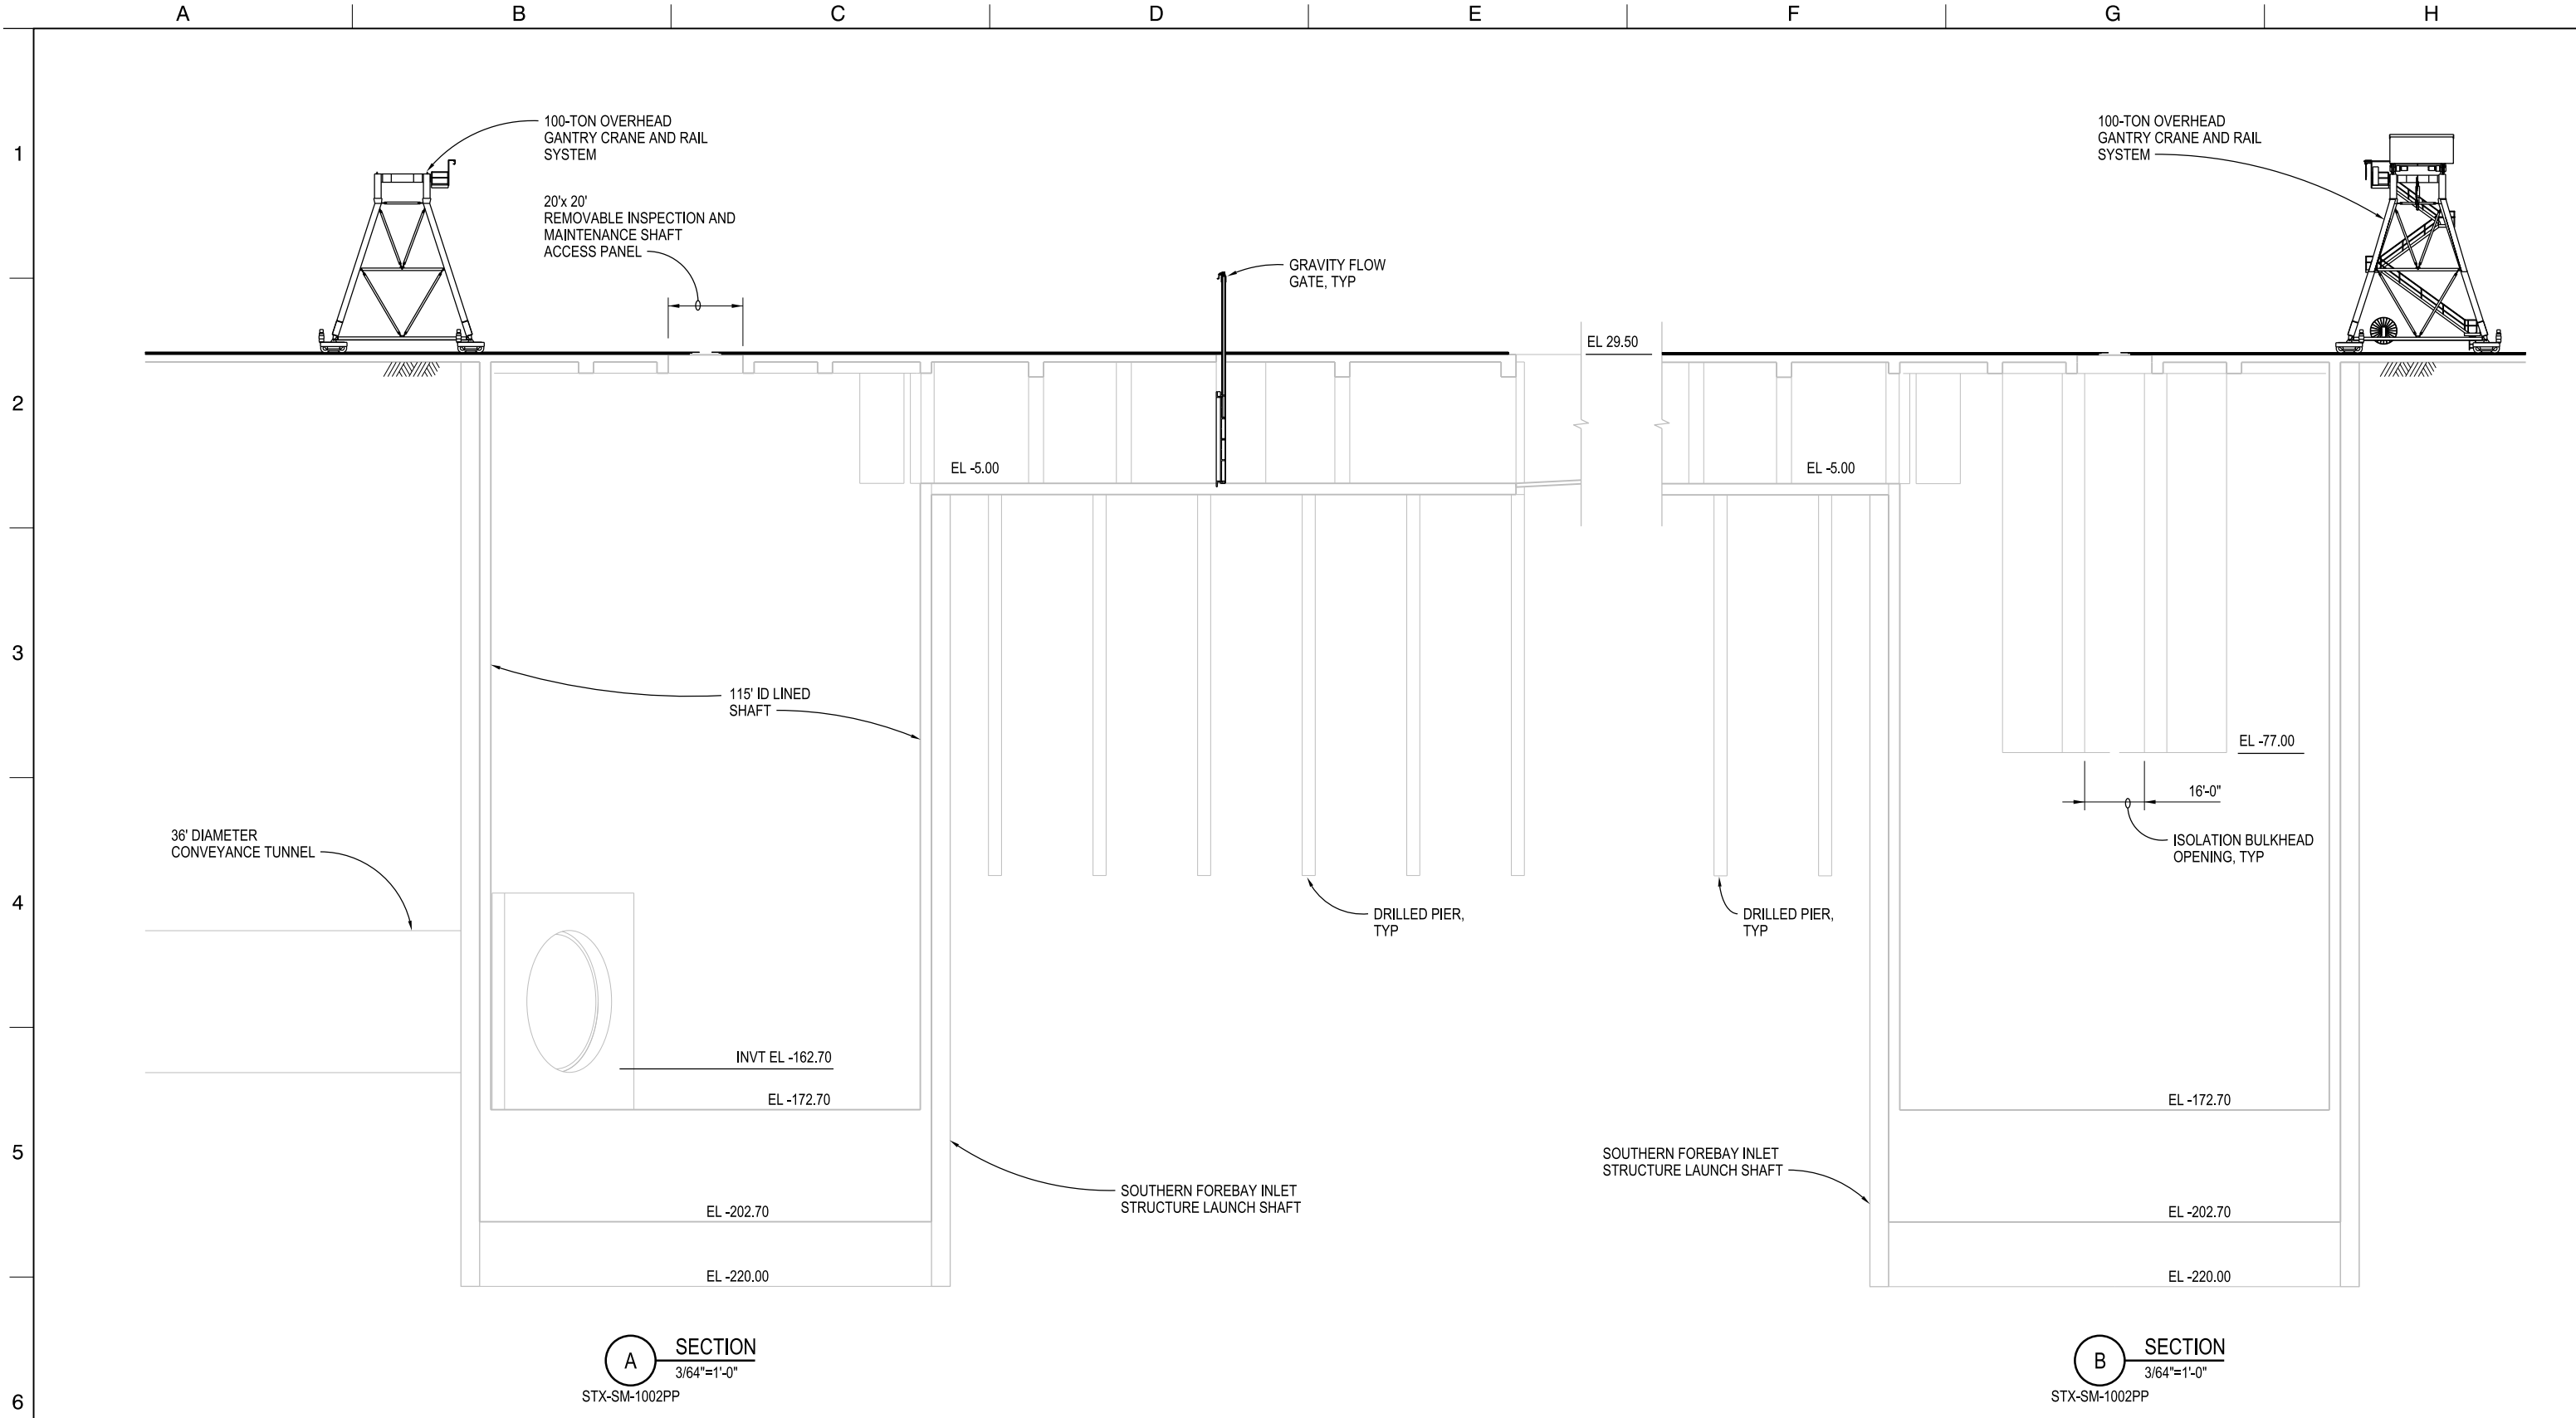 A
B
C
D
E
F
G
H
1
2
3
4
5
6
100-TON OVERHEAD
GANTRY CRANE AND RAIL
SYSTEM
20'x 20'
REMOVABLE INSPECTION AND
MAINTENANCE SHAFT
ACCESS PANEL
GRAVITY FLOW
GATE, TYP
EL 29.50
100-TON OVERHEAD
GANTRY CRANE AND RAIL
SYSTEM
EL -5.00
EL -5.00
115' ID LINED
SHAFT
EL -77.00
16'-0"
ISOLATION BULKHEAD
OPENING, TYP
36' DIAMETER
CONVEYANCE TUNNEL
DRILLED PIER,
TYP
DRILLED PIER,
TYP
INVT EL -162.70
EL -172.70
EL -172.70
SOUTHERN FOREBAY INLET
STRUCTURE LAUNCH SHAFT
SOUTHERN FOREBAY INLET
STRUCTURE LAUNCH SHAFT
EL -202.70
EL -202.70
EL -220.00
EL -220.00
A
SECTION
3/64"=1'-0"
STX-SM-1002PP
B
SECTION
3/64"=1'-0"
STX-SM-1002PP